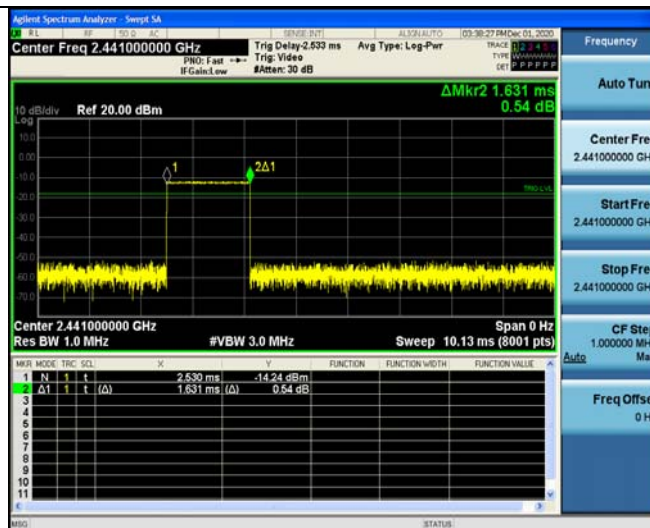 Agilent Spectrum Analyzer - Swept SA
RL RF 50 Ω AC SENSE:INT ALIGNAUTO 03:38:27 PM Dec 01, 2020
Center Freq 2.441000000 GHz
PNO: Fast
IFGain:Low
Trig Delay-2.533 ms
Trig: Video
#Atten: 30 dB
Avg Type: Log-Pwr
TRACE 1 2 3 4 5 6
TYPE
DET P P P P P P
ΔMkr2 1.631 ms
0.54 dB
10 dB/div Ref 20.00 dBm
Log
10.0
0.00
-10.0
-20.0
-30.0
-40.0
-50.0
-60.0
-70.0
1
2Δ1
TRIG LVL
Center 2.441000000 GHz Span 0 Hz
Res BW 1.0 MHz #VBW 3.0 MHz Sweep 10.13 ms (8001 pts)
MKR MODE TRC SCL X Y FUNCTION FUNCTION WIDTH FUNCTION VALUE
1 N 1 t 2.530 ms -14.24 dBm
2 Δ1 1 t (Δ) 1.631 ms (Δ) 0.54 dB
3
4
5
6
7
8
9
10
11
MSG STATUS
Frequency
Auto Tun
Center Fre
2.441000000 GH
Start Fre
2.441000000 GH
Stop Fre
2.441000000 GH
CF Ste
1.000000 MH
Auto Ma
Freq Offse
0 H